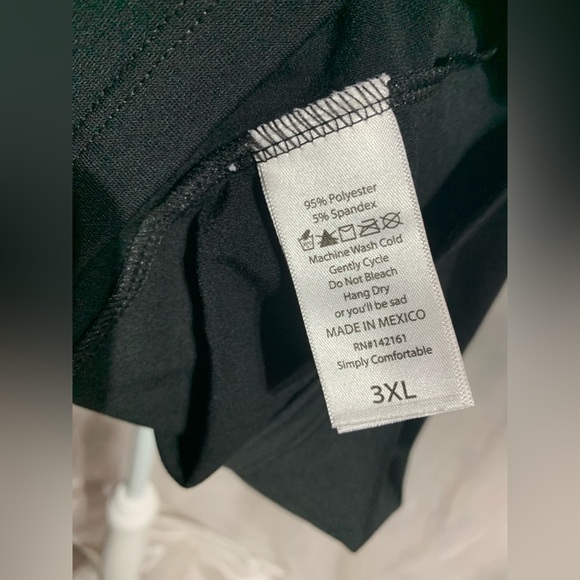 95% Polyester
5% Spandex
Machine Wash Cold
Gently Cycle
Do Not Bleach
Hang Dry
or you'll be sad
MADE IN MEXICO
RN#142161
Simply Comfortable
3XL